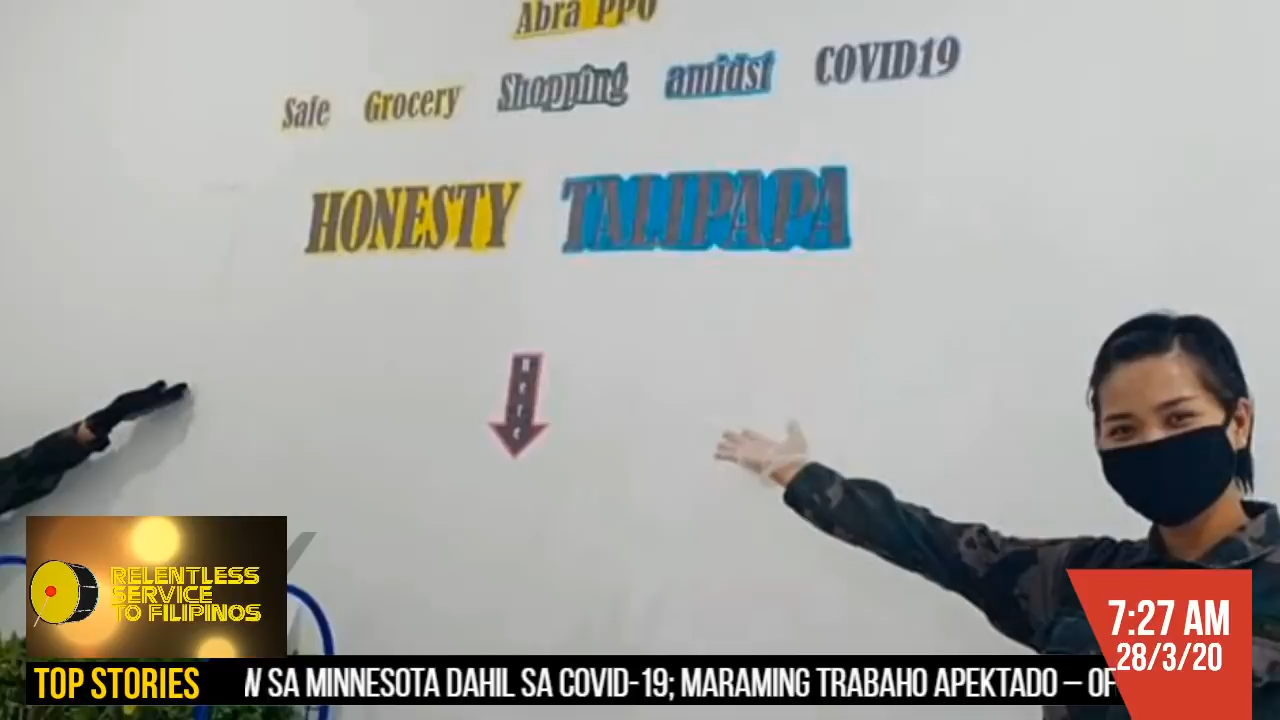 Abra PPO
Safe Grocery Shopping amidst COVID19
HONESTY TALIPAPA
Here
RELENTLESS
SERVICE
TO FILIPINOS
7:27 AM
28/3/20
TOP STORIES
SA MINNESOTA DAHIL SA COVID-19; MARAMING TRABAHO APEKTADO –